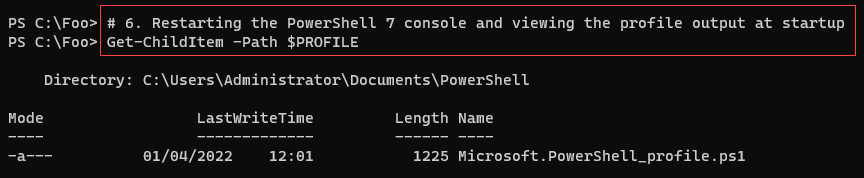 PS C:\Foo> # 6. Restarting the PowerShell 7 console and viewing the profile output at startup
PS C:\Foo> Get-ChildItem -Path $PROFILE
Directory: C:\Users\Administrator\Documents\PowerShell
Mode LastWriteTime Length Name
---- ------------- ------ ----
-a--- 01/04/2022 12:01 1225 Microsoft.PowerShell_profile.ps1